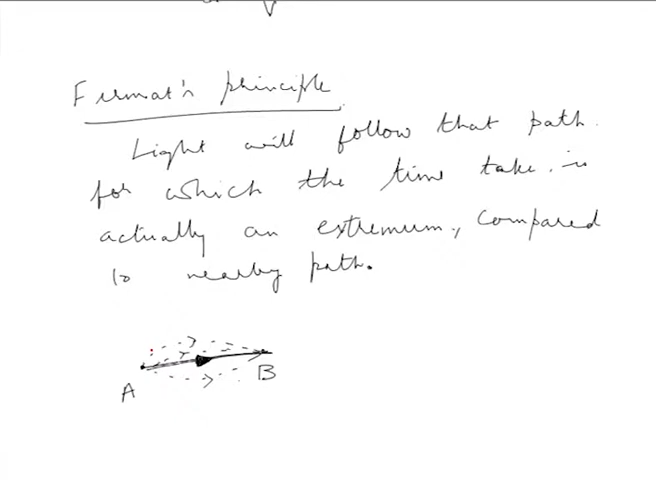 Fermat's principle
Light will follow that path
for which the time take. is
actually an extremum, compared
to nearby path.
A
B